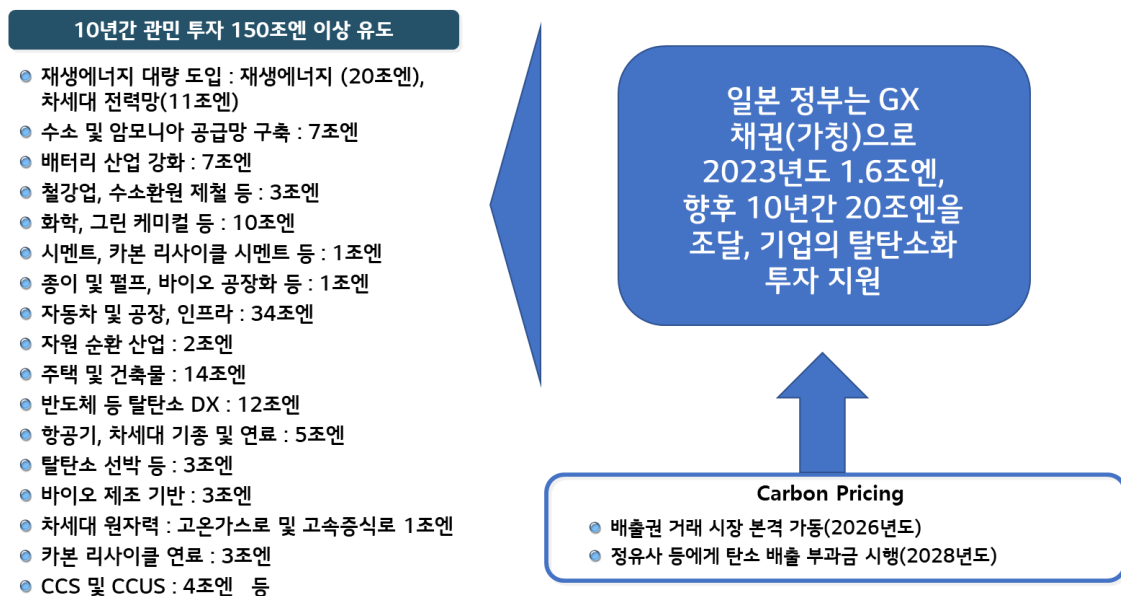 10년간 관민 투자 150조엔 이상 유도
재생에너지 대량 도입 : 재생에너지 (20조엔),
차세대 전력망(11조엔)
수소 및 암모니아 공급망 구축 : 7조엔
배터리 산업 강화 : 7조엔
철강업, 수소환원 제철 등 : 3조엔
화학, 그린 케미컬 등 : 10조엔
시멘트, 카본 리사이클 시멘트 등 : 1조엔
종이 및 펄프, 바이오 공장화 등 : 1조엔
자동차 및 공장, 인프라 : 34조엔
자원 순환 산업 : 2조엔
주택 및 건축물 : 14조엔
반도체 등 탈탄소 DX : 12조엔
항공기, 차세대 기종 및 연료 : 5조엔
탈탄소 선박 등 : 3조엔
바이오 제조 기반 : 3조엔
차세대 원자력 : 고온가스로 및 고속증식로 1조엔
카본 리사이클 연료 : 3조엔
CCS 및 CCUS : 4조엔 등
일본 정부는 GX
채권(가칭)으로
2023년도 1.6조엔,
향후 10년간 20조엔을
조달, 기업의 탈탄소화
투자 지원
Carbon Pricing
배출권 거래 시장 본격 가동(2026년도)
정유사 등에게 탄소 배출 부과금 시행(2028년도)